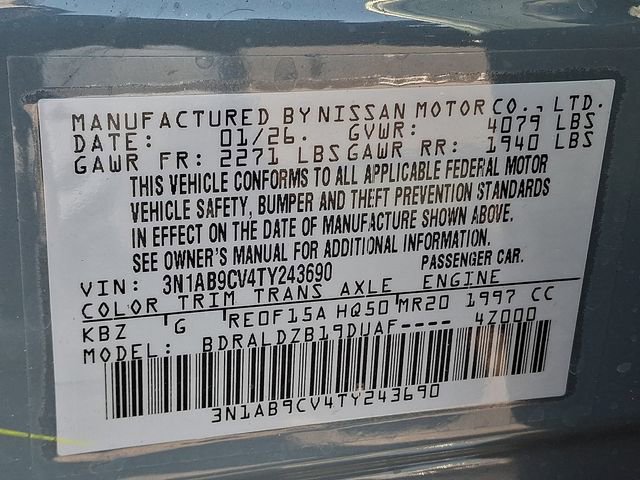 MANUFACTURED BY NISSAN MOTOR CO., LTD.
DATE: 01/26. GVWR: 4079 LBS
GAWR FR: 2271 LBS GAWR RR: 1940 LBS
THIS VEHICLE CONFORMS TO ALL APPLICABLE FEDERAL MOTOR
VEHICLE SAFETY, BUMPER AND THEFT PREVENTION STANDARDS
IN EFFECT ON THE DATE OF MANUFACTURE SHOWN ABOVE.
SEE OWNER'S MANUAL FOR ADDITIONAL INFORMATION.
VIN: 3N1AB9CV4TY243690 PASSENGER CAR.
COLOR TRIM TRANS AXLE ENGINE
KBZ G RE0F15A HQ50 MR20 1997 CC
MODEL: BDRALDZB19DUAF---- 4Z000
3N1AB9CV4TY243690